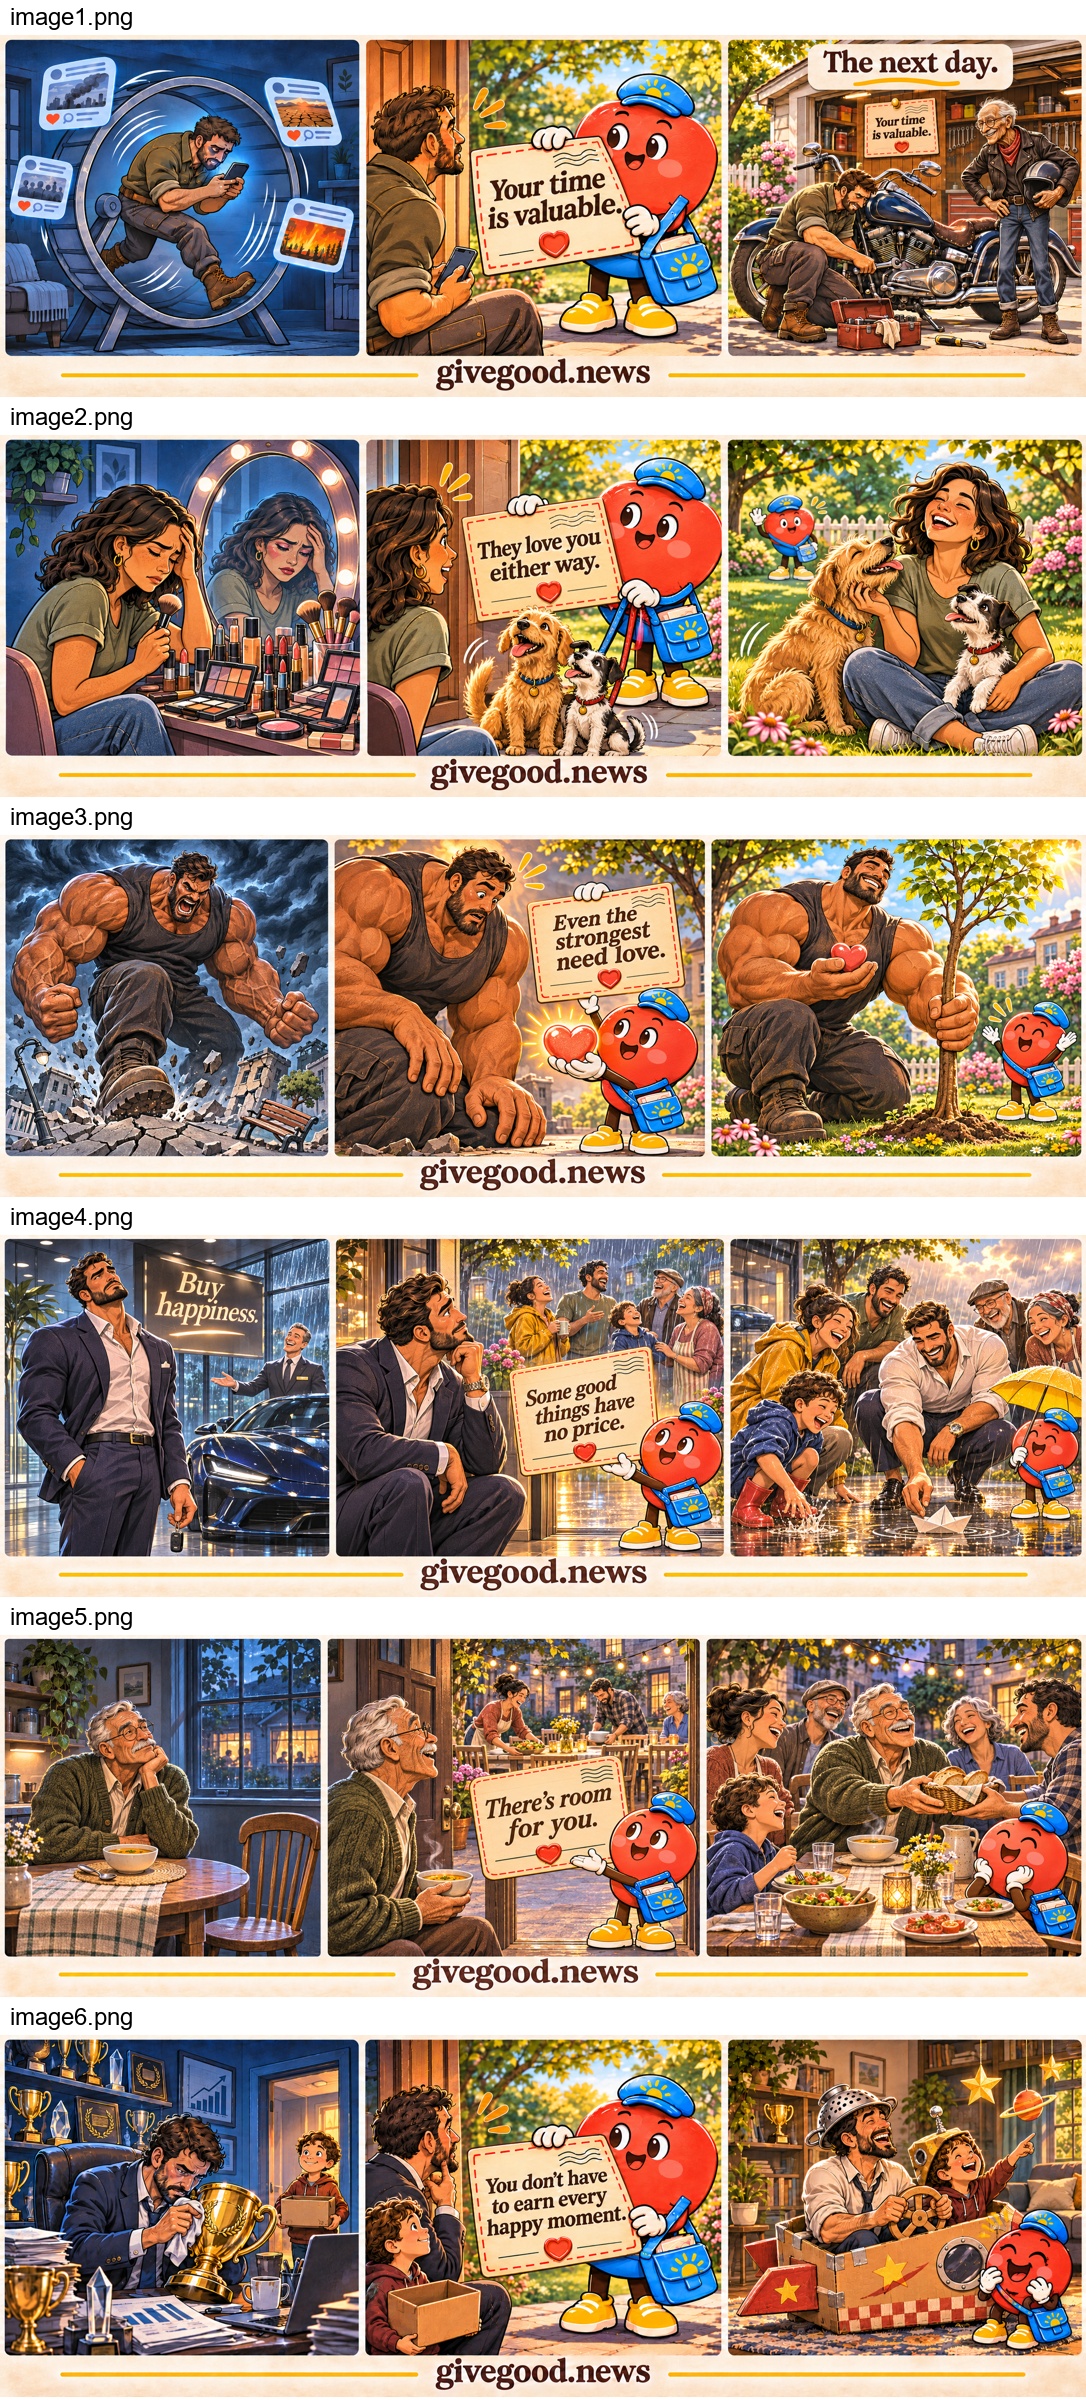 image1.png
The next day.
Your time
is valuable.
Your time
is valuable.
givegood.news
image2.png
They love you
either way.
givegood.news
image3.png
Even the
strongest
need love.
givegood.news
image4.png
Buy
happiness.
Some good
things have
no price.
givegood.news
image5.png
There's room
for you.
givegood.news
image6.png
You don't have
to earn every
happy moment.
givegood.news